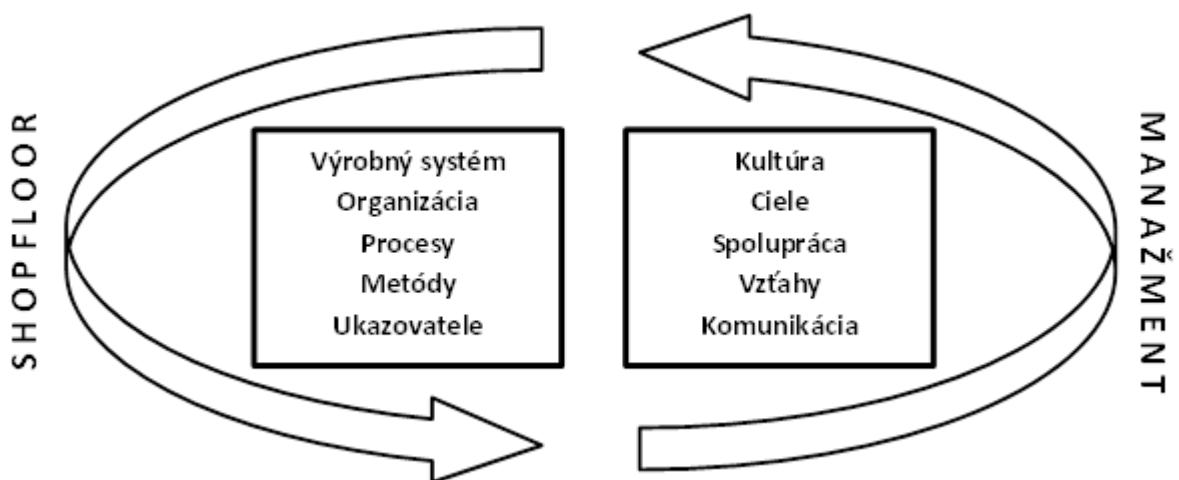 SHOPFLOOR
Výrobný systém
Organizácia
Procesy
Metódy
Ukazovatele
Kultúra
Ciele
Spolupráca
Vzťahy
Komunikácia
MANAŽMENT